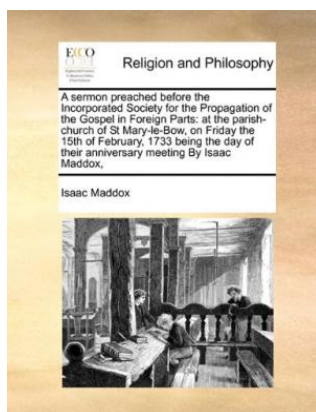 ECCO
Religion and Philosophy
A sermon preached before the
Incorporated Society for the Propagation of
the Gospel in Foreign Parts: at the parish-
church of St Mary-le-Bow, on Friday the
15th of February, 1733 being the day of
their anniversary meeting By Isaac
Maddox,
Isaac Maddox